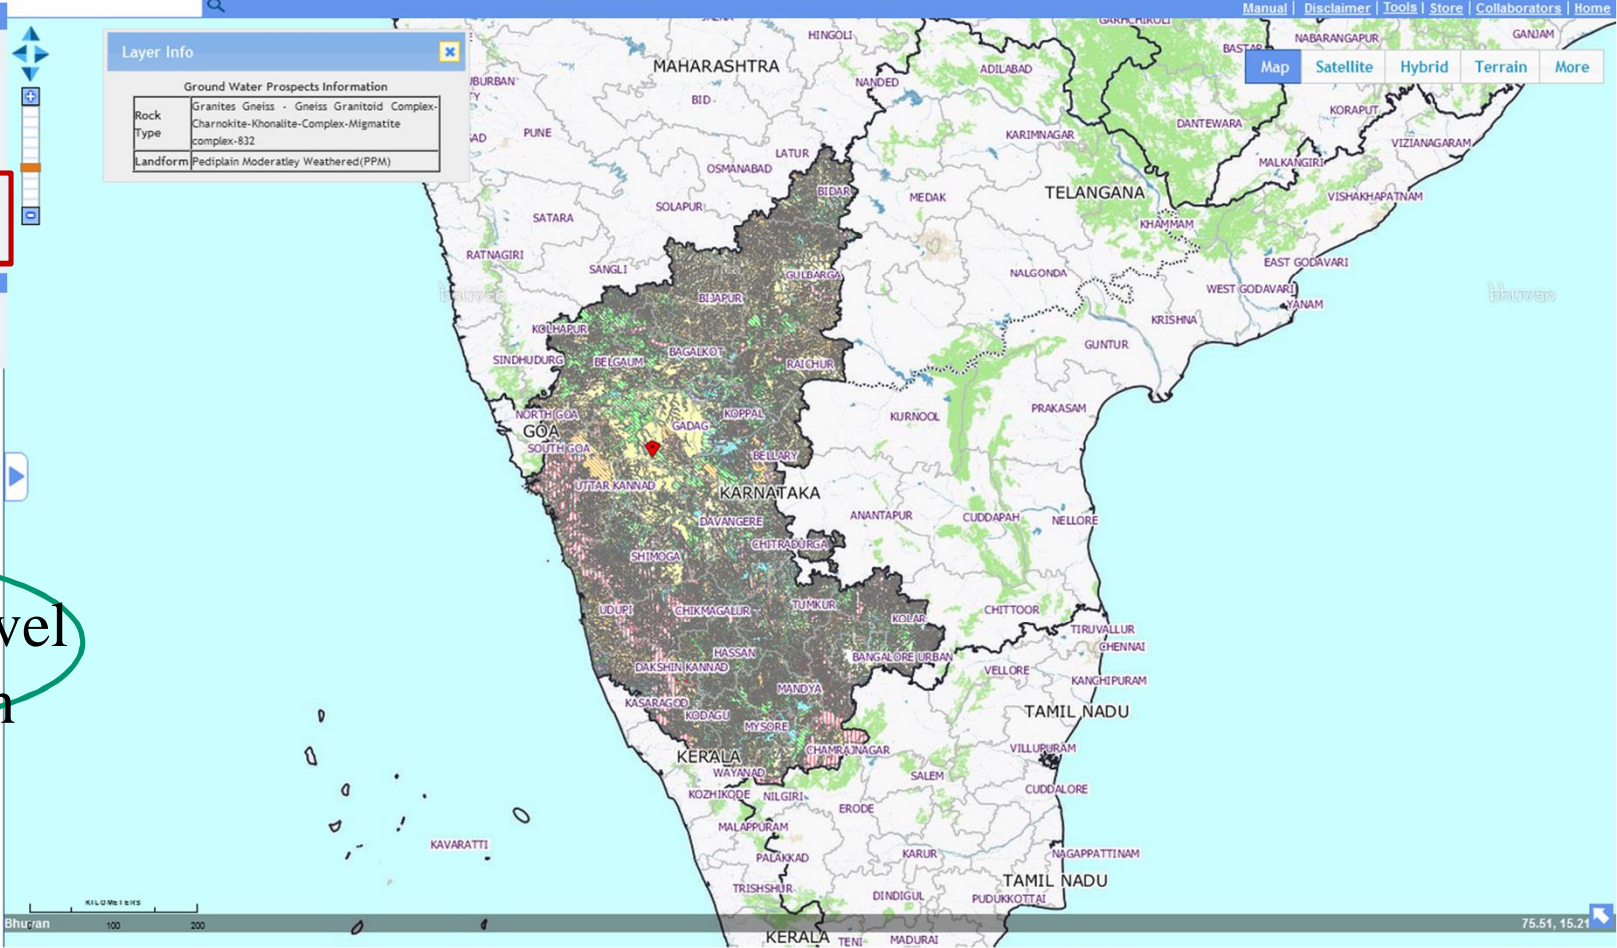 Manual | Disclaimer | Tools | Store | Collaborators | Home
Layer Info
Ground Water Prospects Information
Rock Type
Granites Gneiss - Gneiss Granitoid Complex-
Charnokite-Khonalite-Complex-Migmatite
complex-832
Landform
Pediplain Moderatley Weathered(PPM)
Map
Satellite
Hybrid
Terrain
More
HINGOLI
GARHCHIROLI
NABARANGAPUR
GANJAM
BASTAR
MAHARASHTRA
ADILABAD
NANDED
BID
KORAPUT
DANTEWARA
PUNE
KARIMNAGAR
VIZIANAGARAM
LATUR
MALKANGIRI
OSMANABAD
BIDAR
TELANGANA
MEDAK
VISHAKHAPATNAM
SOLAPUR
SATARA
KHAMMAM
RATNAGIRI
EAST GODAVARI
SANGLI
NALGONDA
GULBARGA
WEST GODAVARI
bhuvan
bhuvan
BIJAPUR
YANAM
KRISHNA
KOLHAPUR
GUNTUR
BAGALKOT
SINDHUDURG
BELGAUM
RAICHUR
PRAKASAM
NORTH GOA
KOPPAL
KURNOOL
GOA
GADAG
SOUTH GOA
BELLARY
UTTAR KANNAD
KARNATAKA
ANANTAPUR
CUDDAPAH
NELLORE
DAVANGERE
CHITRADURGA
SHIMOGA
UDUPI
CHIKMAGALUR
TUMKUR
CHITTOOR
KOLAR
vel
TIRUVALLUR
CHENNAI
HASSAN
BANGALORE URBAN
DAKSHIN KANNAD
VELLORE
KANCHIPURAM
MANDYA
KASARAGOD
KODAGU
TAMIL NADU
MYSORE
CHAMRAJNAGAR
VILLUPURAM
KERALA
WAYANAD
SALEM
KOZHIKODE
NILGIRI
CUDDALORE
ERODE
MALAPPURAM
KAVARATTI
PALAKKAD
KARUR
NAGAPPATTINAM
TRISHSHUR
DINDIGUL
TAMIL NADU
PUDUKKOTTAI
KILOMETERS
100
200
Bhuvan
75.51, 15.21
KERALA
TENI
MADURAI